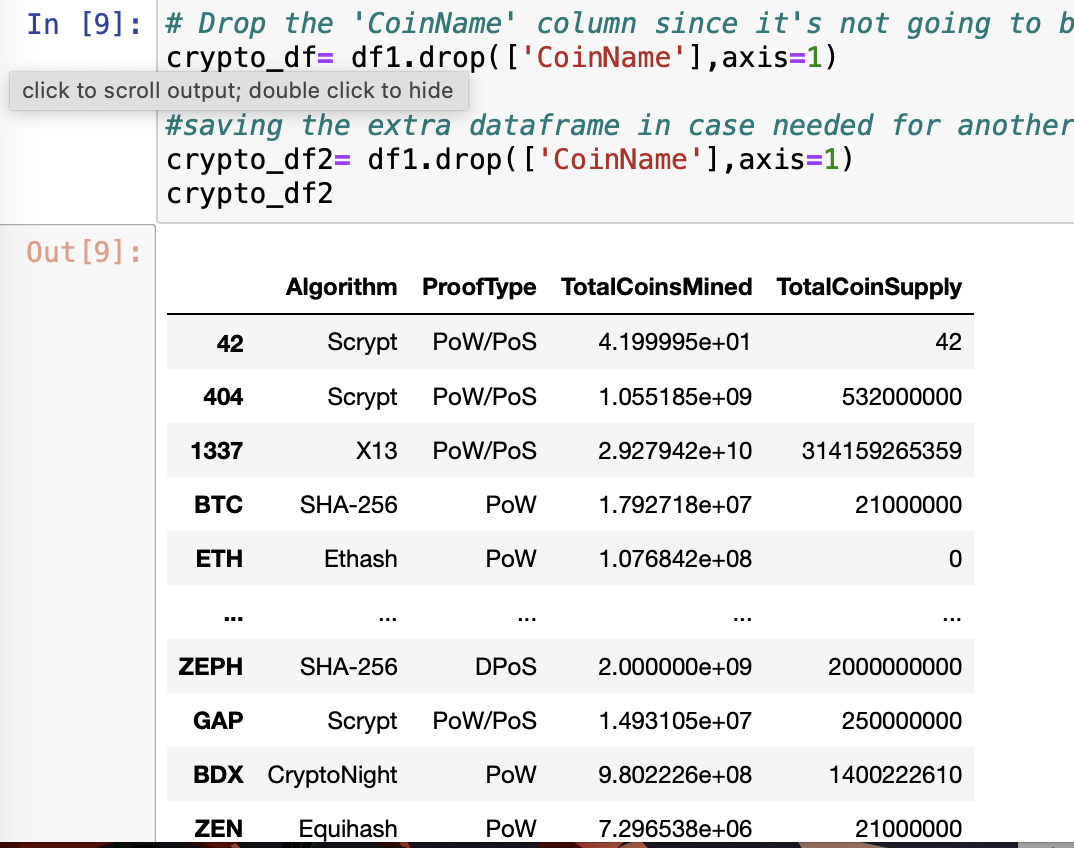 In [9]: # Drop the 'CoinName' column since it's not going to b
crypto_df= df1.drop(['CoinName'],axis=1)
click to scroll output; double click to hide
#saving the extra dataframe in case needed for another
crypto_df2= df1.drop(['CoinName'],axis=1)
crypto_df2
Out[9]:
Algorithm ProofType TotalCoinsMined TotalCoinSupply
42 Scrypt PoW/PoS 4.199995e+01 42
404 Scrypt PoW/PoS 1.055185e+09 532000000
1337 X13 PoW/PoS 2.927942e+10 314159265359
BTC SHA-256 PoW 1.792718e+07 21000000
ETH Ethash PoW 1.076842e+08 0
... ... ... ... ...
ZEPH SHA-256 DPoS 2.000000e+09 2000000000
GAP Scrypt PoW/PoS 1.493105e+07 250000000
BDX CryptoNight PoW 9.802226e+08 1400222610
ZEN Equihash PoW 7.296538e+06 21000000